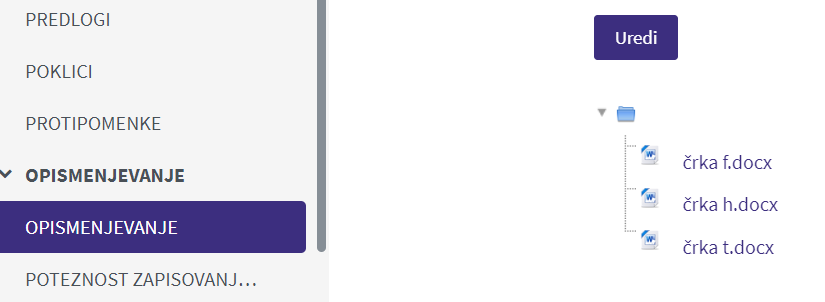 PREDLOGI
POKLICI
PROTIPOMENKE
OPISMENJEVANJE
OPISMENJEVANJE
POTEZNOST ZAPISOVANJ…
Uredi
črka f.docx
črka h.docx
črka t.docx